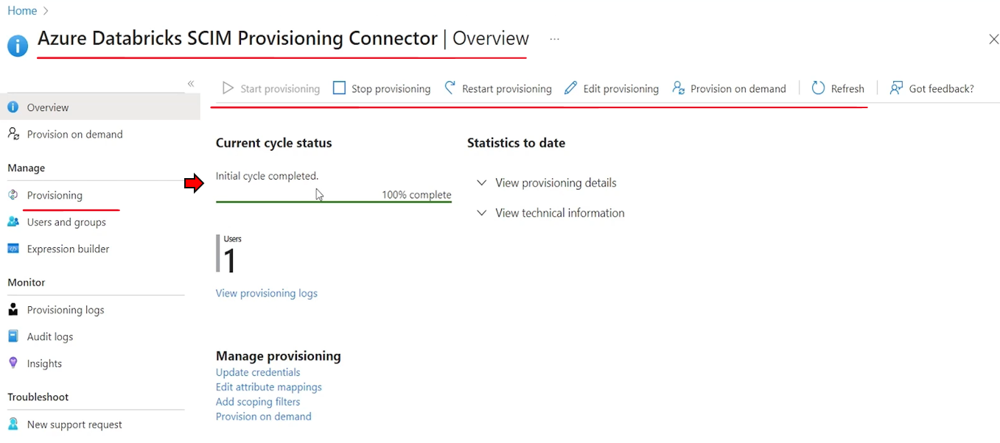 Home
Azure Databricks SCIM Provisioning Connector | Overview ...
Start provisioning Stop provisioning Restart provisioning Edit provisioning Provision on demand Refresh Got feedback?
Overview
Provision on demand
Manage
Provisioning
Users and groups
Expression builder
Monitor
Provisioning logs
Audit logs
Insights
Troubleshoot
New support request
Current cycle status
Initial cycle completed.
100% complete
Users
1
View provisioning logs
Statistics to date
View provisioning details
View technical information
Manage provisioning
Update credentials
Edit attribute mappings
Add scoping filters
Provision on demand